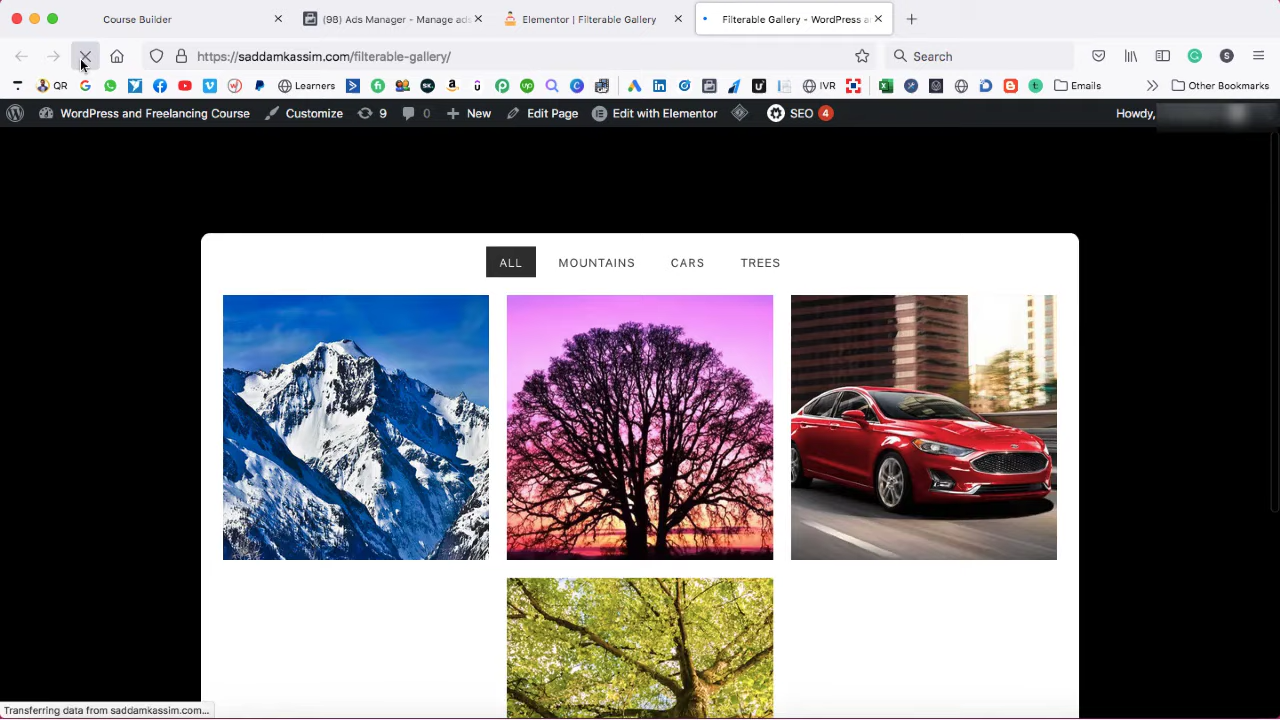 Course Builder
(98) Ads Manager - Manage ads
Elementor | Filterable Gallery
Filterable Gallery - WordPress a
https://saddamkassim.com/filterable-gallery/
Search
QR
Learners
IVR
Emails
Other Bookmarks
WordPress and Freelancing Course
Customize
9
0
New
Edit Page
Edit with Elementor
SEO
4
Howdy,
ALL
MOUNTAINS
CARS
TREES
Transferring data from saddamkassim.com...